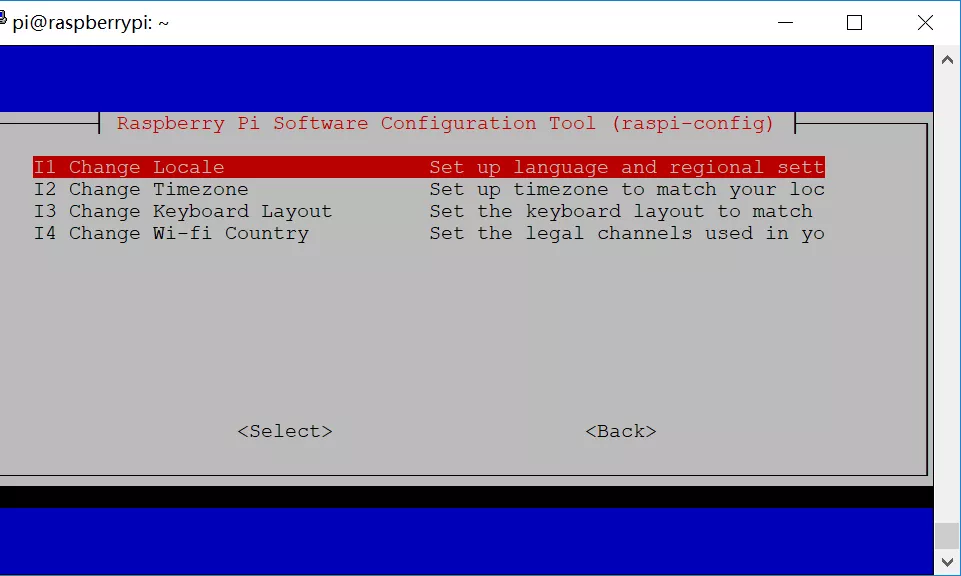 pi@raspberrypi: ~
Raspberry Pi Software Configuration Tool (raspi-config)
I1 Change Locale Set up language and regional sett
I2 Change Timezone Set up timezone to match your loc
I3 Change Keyboard Layout Set the keyboard layout to match
I4 Change Wi-fi Country Set the legal channels used in yo
<Select> <Back>